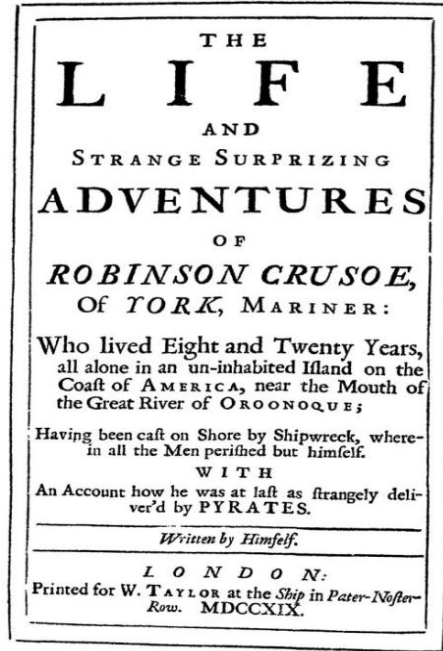 THE
LIFE
AND
STRANGE SURPRIZING
ADVENTURES
OF
ROBINSON CRUSOE,
Of YORK, MARINER:
Who lived Eight and Twenty Years,
all alone in an un-inhabited Iſland on the
Coaſt of AMERICA, near the Mouth of
the Great River of OROONOQUE;
Having been caſt on Shore by Shipwreck, where-
in all the Men periſhed but himſelf.
WITH
An Account how he was at laſt as ſtrangely deli-
ver'd by PYRATES.
Written by Himſelf.
LONDON:
Printed for W. TAYLOR at the Ship in Pater-Noſter-
Row. MDCCXIX.